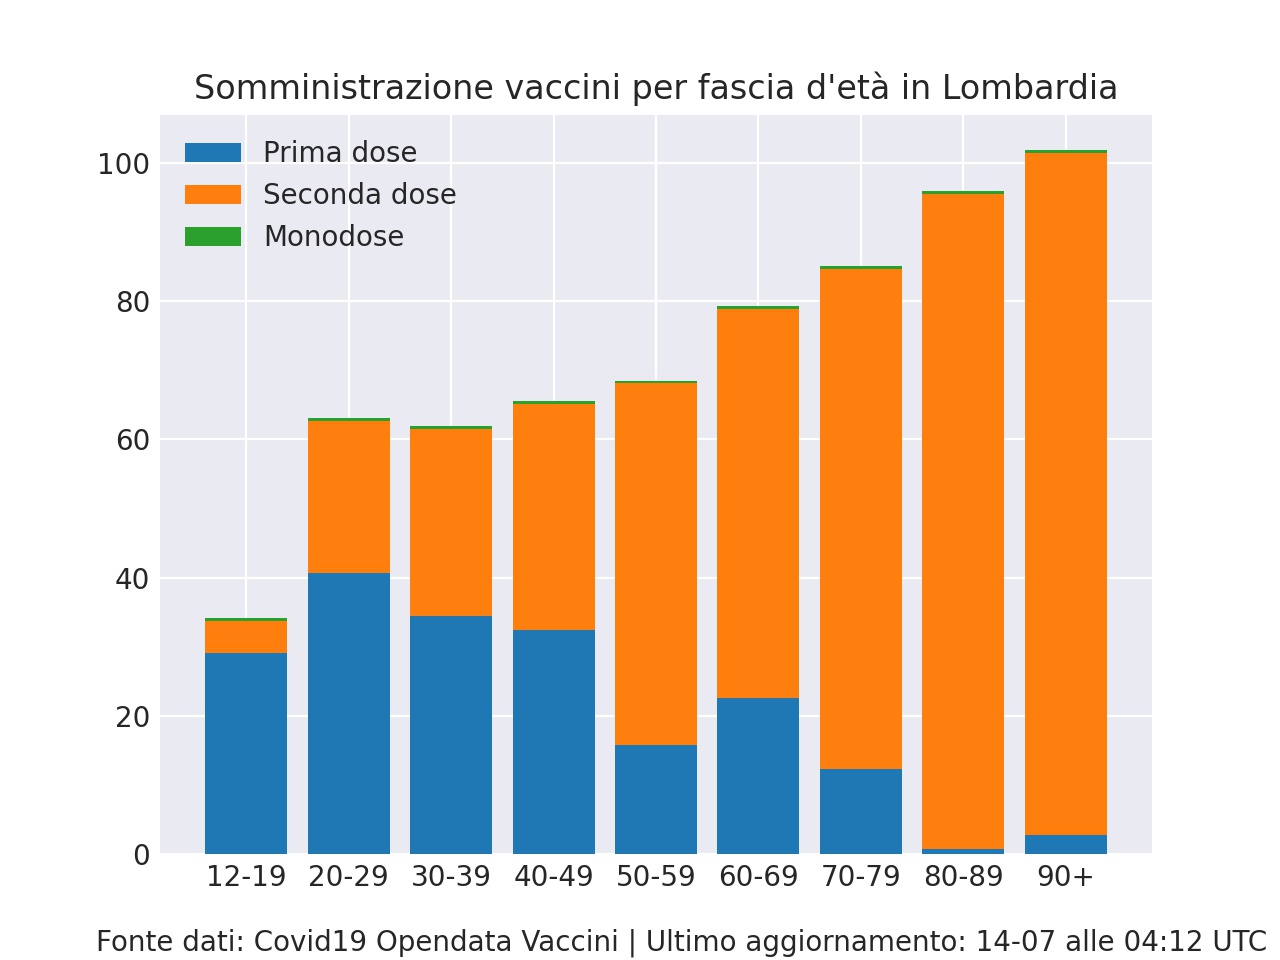 Somministrazione vaccini per fascia d'età in Lombardia
Prima dose
Seconda dose
Monodose
100
80
60
40
20
0
12-19 20-29 30-39 40-49 50-59 60-69 70-79 80-89 90+
Fonte dati: Covid19 Opendata Vaccini | Ultimo aggiornamento: 14-07 alle 04:12 UTC